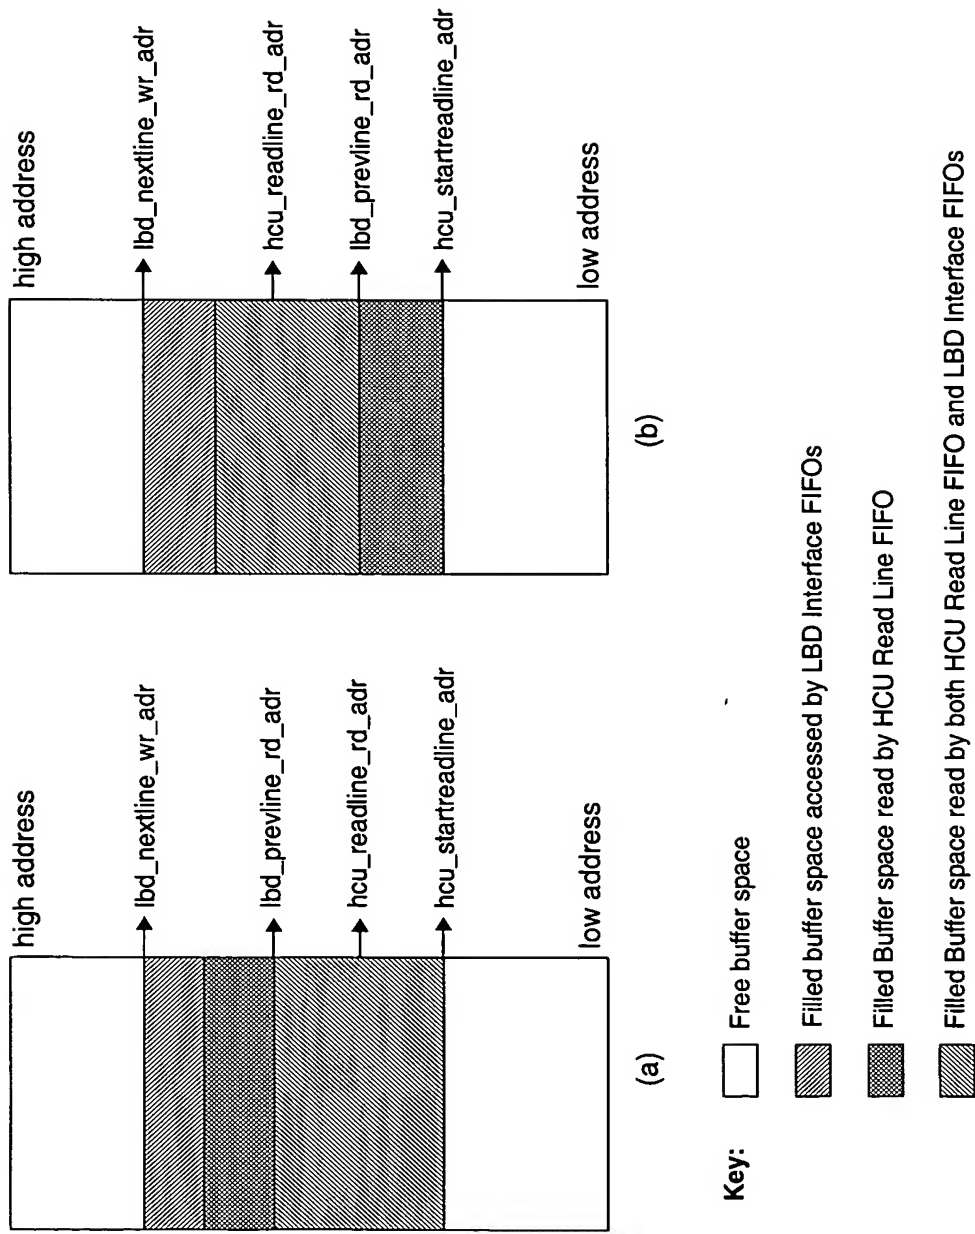 high address
lbd_nextline_wr_adr
lbd_prevline_rd_adr
hcu_readline_rd_adr
hcu_startreadline_adr
low address
(a)
high address
lbd_nextline_wr_adr
hcu_readline_rd_adr
lbd_prevline_rd_adr
hcu_startreadline_adr
low address
(b)
Key:
Free buffer space
Filled buffer space accessed by LBD Interface FIFOs
Filled Buffer space read by HCU Read Line FIFO
Filled Buffer space read by both HCU Read Line FIFO and LBD Interface FIFOs